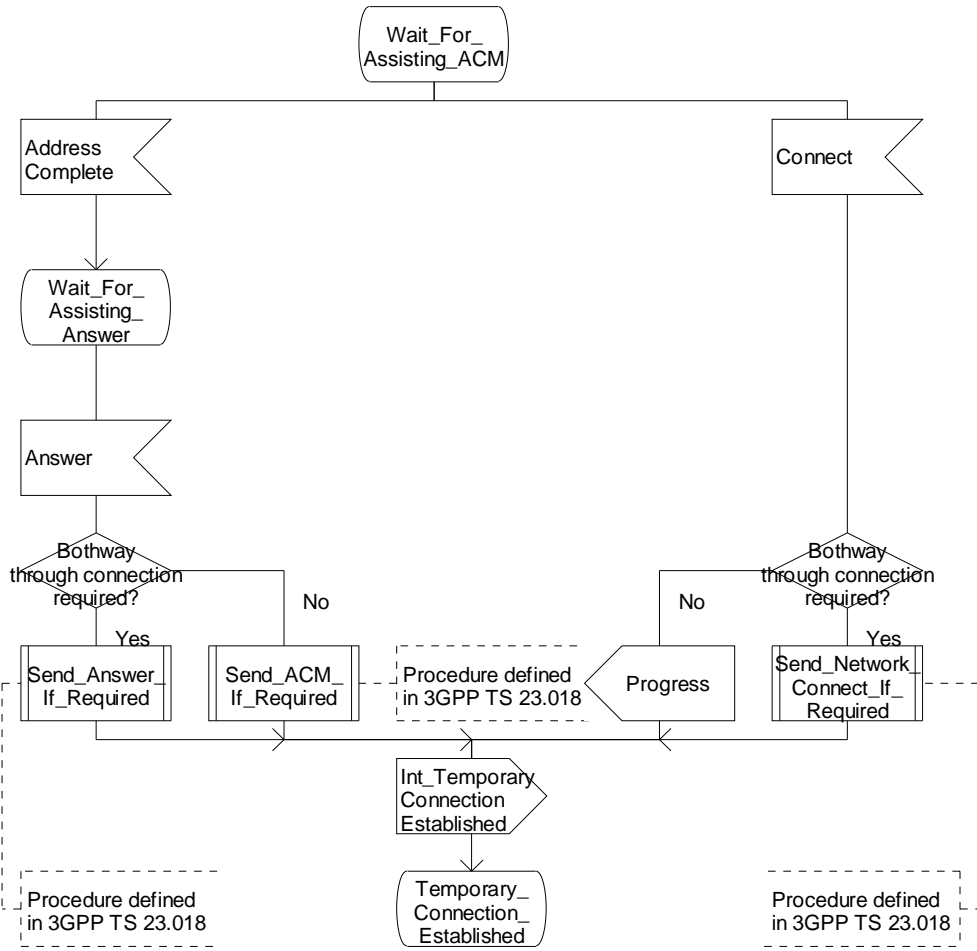 Wait_For_
Assisting_ACM
Address
Complete
Connect
Wait_For_
Assisting_
Answer
Answer
Bothway
through connection
required?
Bothway
through connection
required?
No
No
Yes
Yes
Send_Answer_
If_Required
Send_ACM_
If_Required
Procedure defined
in 3GPP TS 23.018
Progress
Send_Network_
Connect_If_
Required
Int_Temporary
Connection
Established
Procedure defined
in 3GPP TS 23.018
Temporary_
Connection_
Established
Procedure defined
in 3GPP TS 23.018